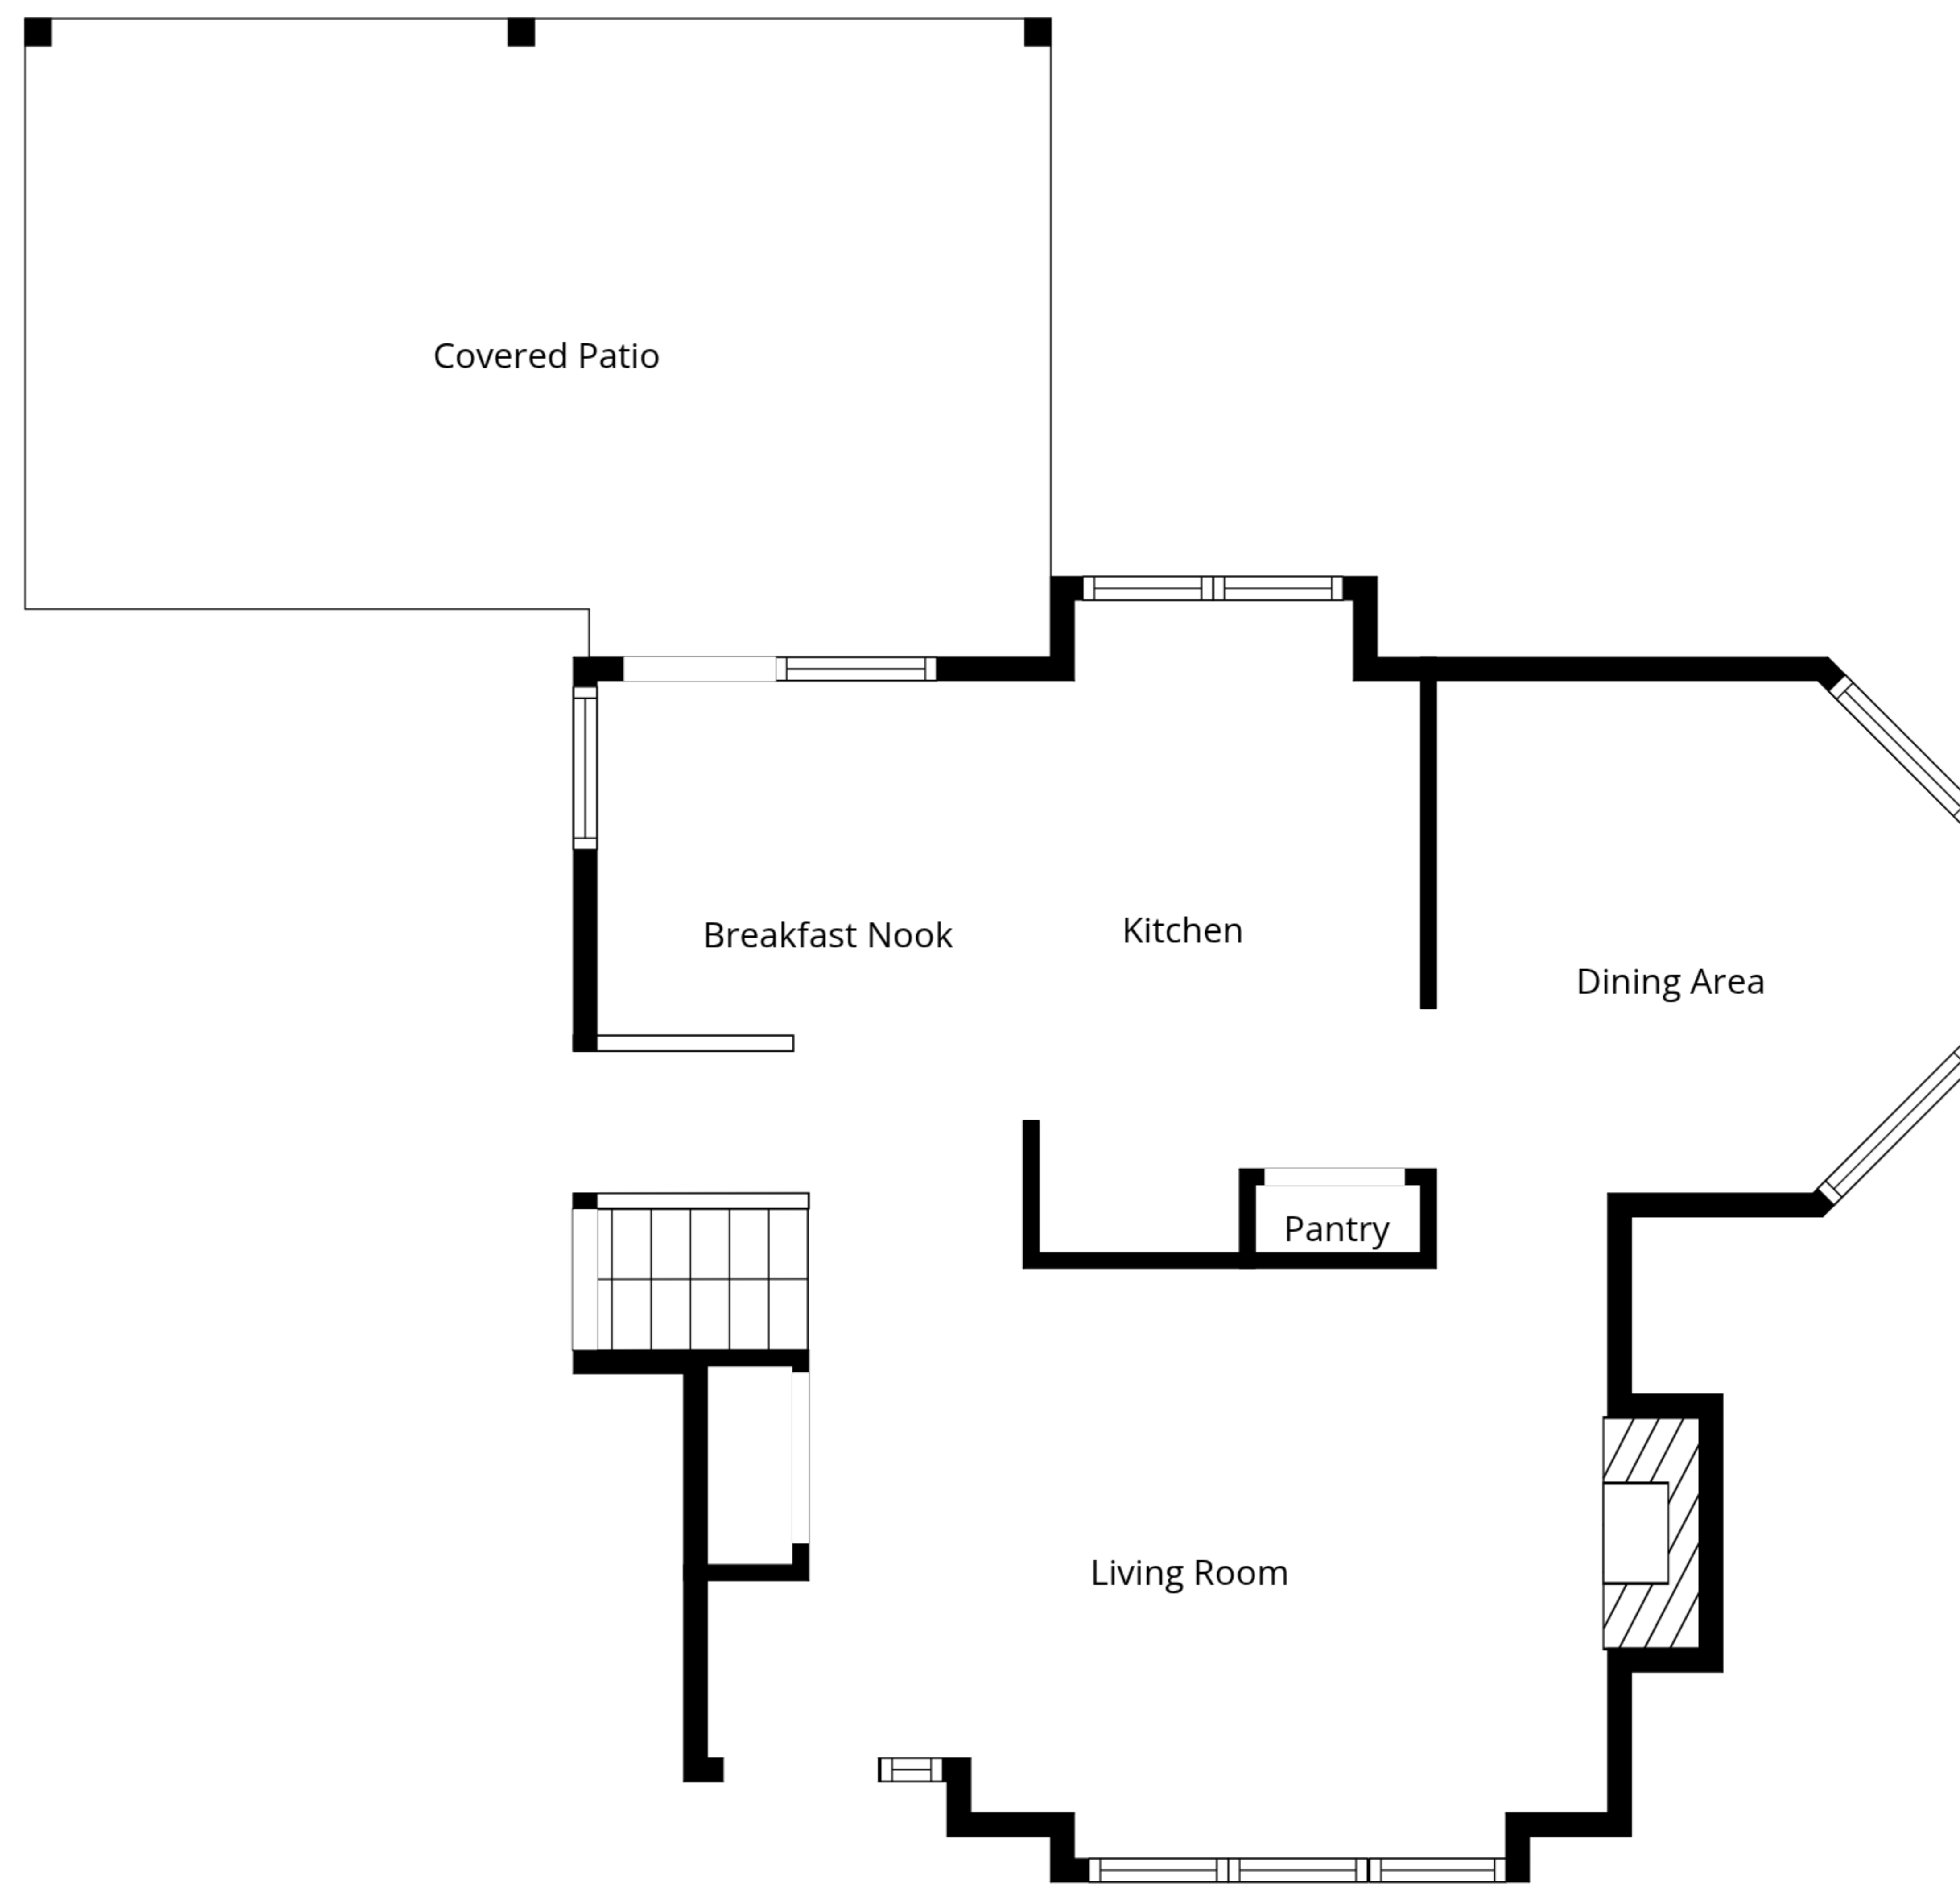 Covered Patio
Breakfast Nook
Kitchen
Dining Area
Pantry
Living Room